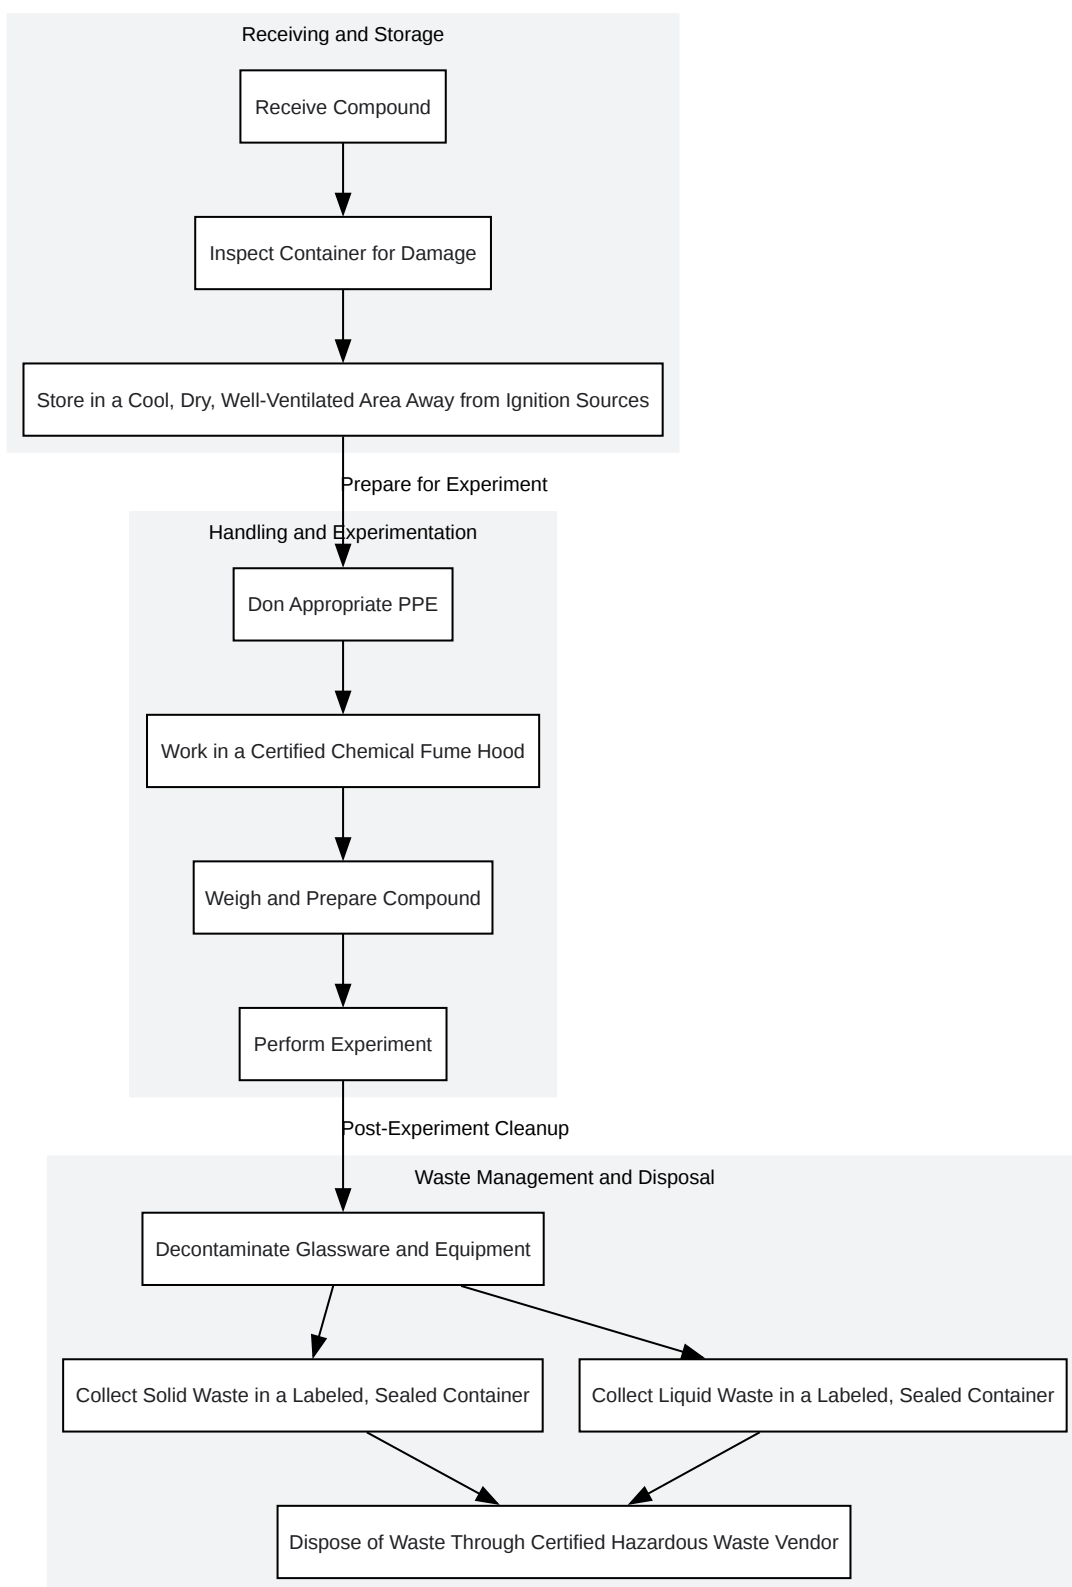 Receiving and Storage
Receive Compound
Inspect Container for Damage
Store in a Cool, Dry, Well-Ventilated Area Away from Ignition Sources
Prepare for Experiment
Handling and Experimentation
Don Appropriate PPE
Work in a Certified Chemical Fume Hood
Weigh and Prepare Compound
Perform Experiment
Post-Experiment Cleanup
Waste Management and Disposal
Decontaminate Glassware and Equipment
Collect Solid Waste in a Labeled, Sealed Container
Collect Liquid Waste in a Labeled, Sealed Container
Dispose of Waste Through Certified Hazardous Waste Vendor